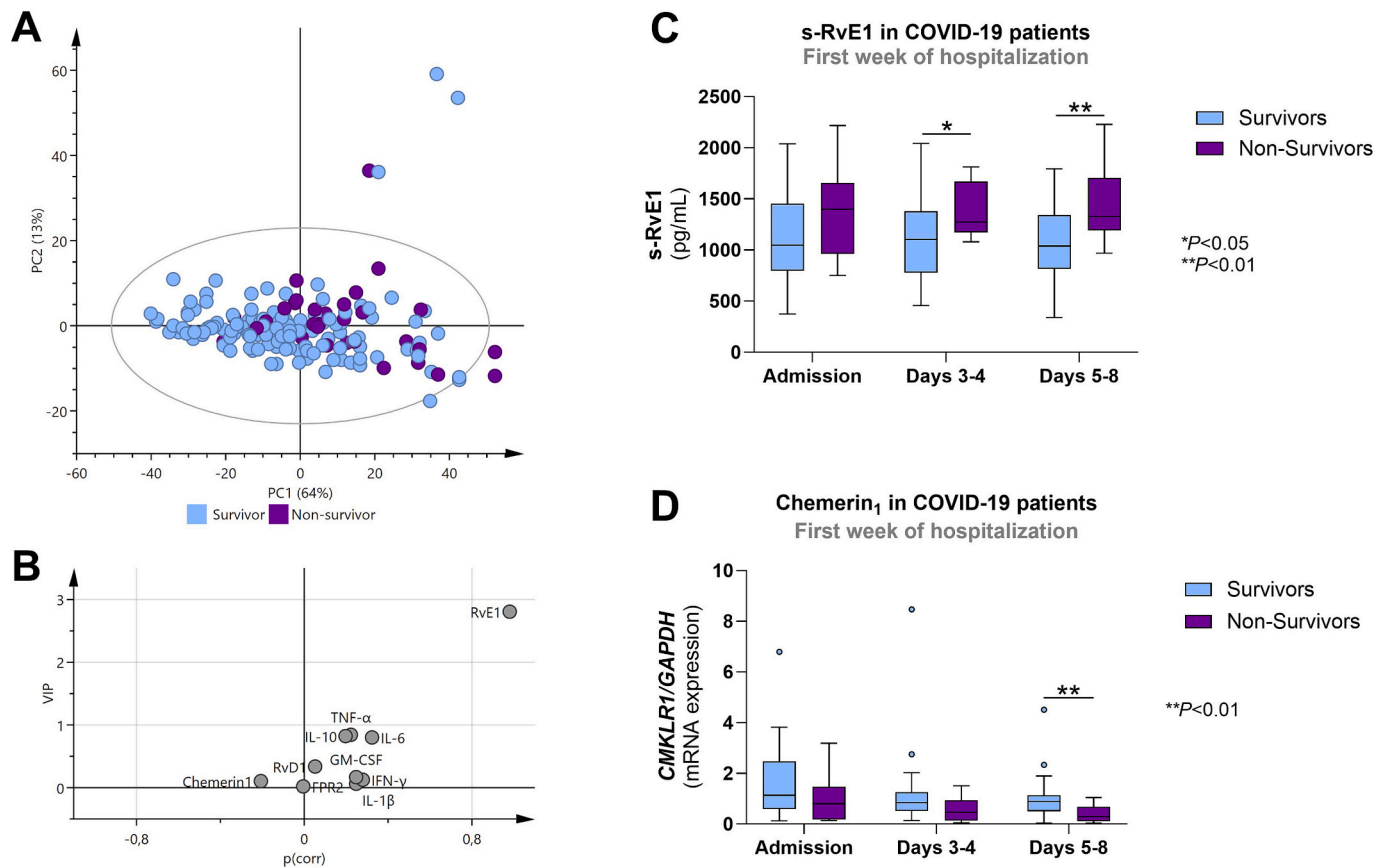 A
60
40
20
0
-20
PC2 (13%)
-60
-40
-20
0
20
40
PC1 (64%)
Survivor
Non-survivor
B
3
2
1
0
VIP
RvE1
TNF-α
IL-10
IL-6
GM-CSF
RvD1
Chemerin1
FPR2
IFN-γ
IL-1β
-0,8
0
0,8
p(corr)
C
s-RvE1 in COVID-19 patients
First week of hospitalization
2500
2000
1500
1000
500
0
s-RvE1
(pg/mL)
*
**
Admission
Days 3-4
Days 5-8
Survivors
Non-Survivors
*P<0.05
**P<0.01
D
Chemerin₁ in COVID-19 patients
First week of hospitalization
10
8
6
4
2
0
CMKLR1/GAPDH
(mRNA expression)
**
Admission
Days 3-4
Days 5-8
Survivors
Non-Survivors
**P<0.01